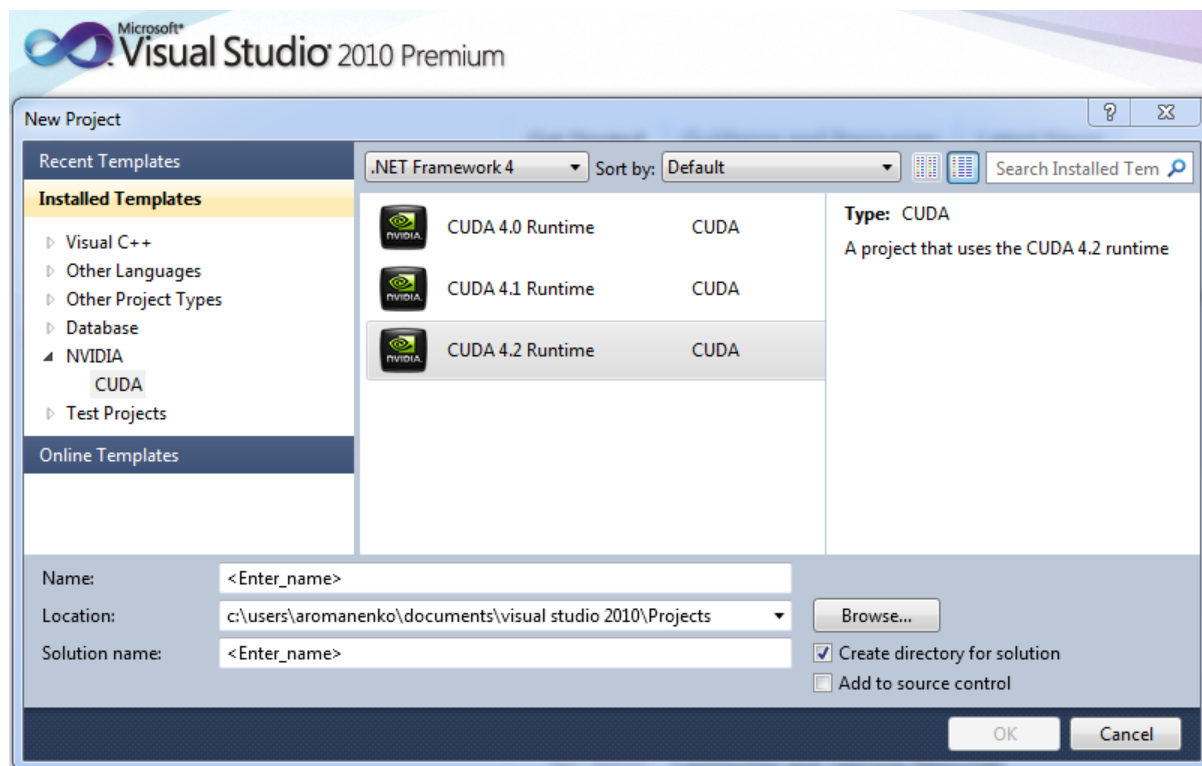 Microsoft®
Visual Studio® 2010 Premium
New Project
Recent Templates
Installed Templates
Visual C++
Other Languages
Other Project Types
Database
NVIDIA
CUDA
Test Projects
Online Templates
.NET Framework 4 Sort by: Default Search Installed Tem
NVIDIA. CUDA 4.0 Runtime CUDA
NVIDIA. CUDA 4.1 Runtime CUDA
NVIDIA. CUDA 4.2 Runtime CUDA
Type: CUDA
A project that uses the CUDA 4.2 runtime
Name: <Enter_name>
Location: c:\users\aromanenko\documents\visual studio 2010\Projects Browse...
Solution name: <Enter_name> Create directory for solution
Add to source control
OK Cancel